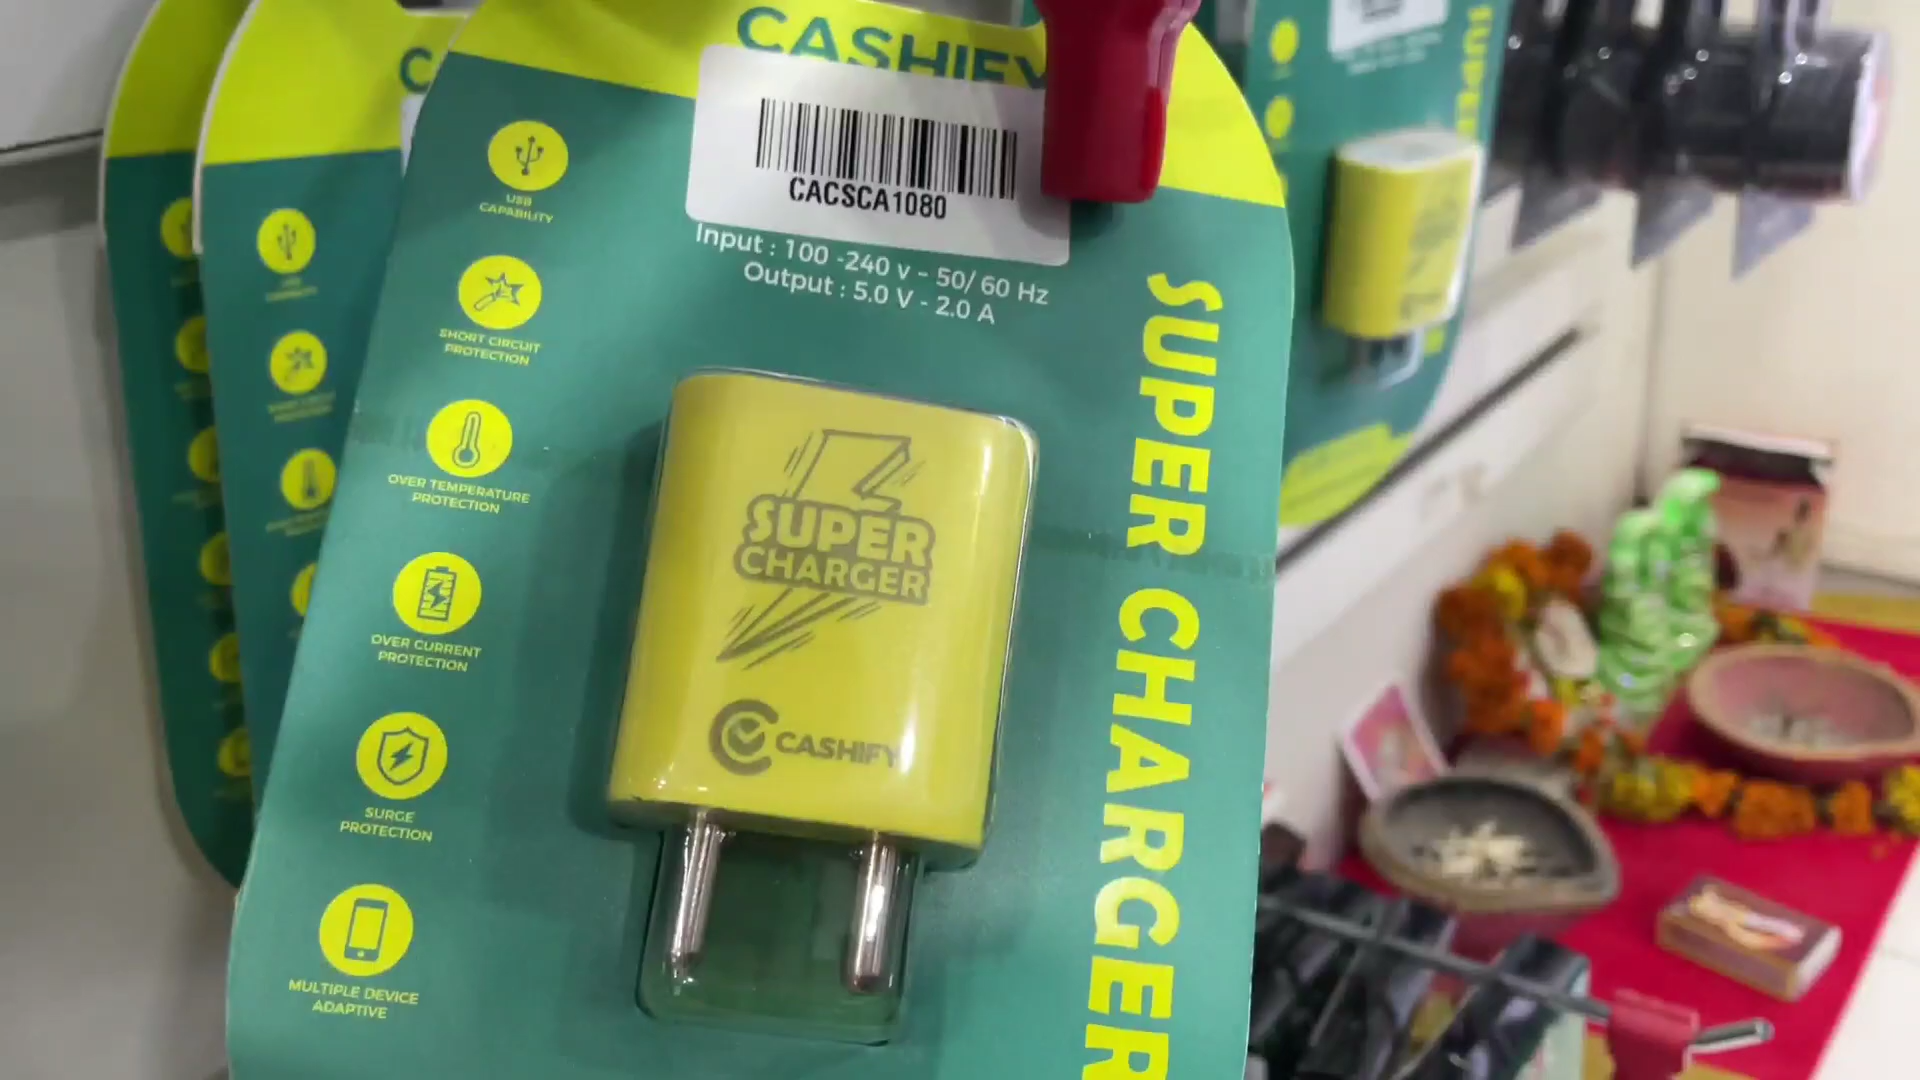 CASHIFY
CACSCA1080
Input : 100 -240 v - 50/ 60 Hz
Output : 5.0 V - 2.0 A
USB
CAPABILITY
SHORT CIRCUIT
PROTECTION
OVER TEMPERATURE
PROTECTION
OVER CURRENT
PROTECTION
SURGE
PROTECTION
MULTIPLE DEVICE
ADAPTIVE
SUPER
CHARGER
CASHIFY
SUPER CHARGER